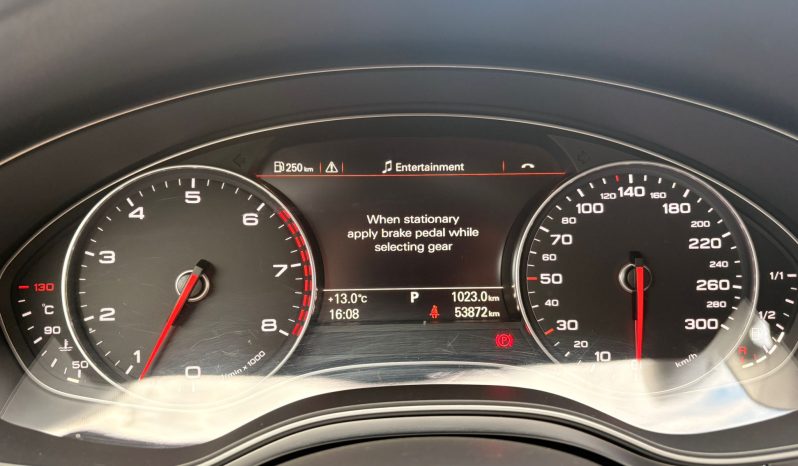 250 km
Entertainment
When stationary
apply brake pedal while
selecting gear
+13.0°C P 1023.0 km
16:08 53872 km
(P)
0 1 2 3 4 5 6 7 8
1/min x 1000
130
°C
90
50
0 10 20 30 50 70 80 100 120 140 160 180 200 220 240 260 280 300
km/h
1/1
1/2
R